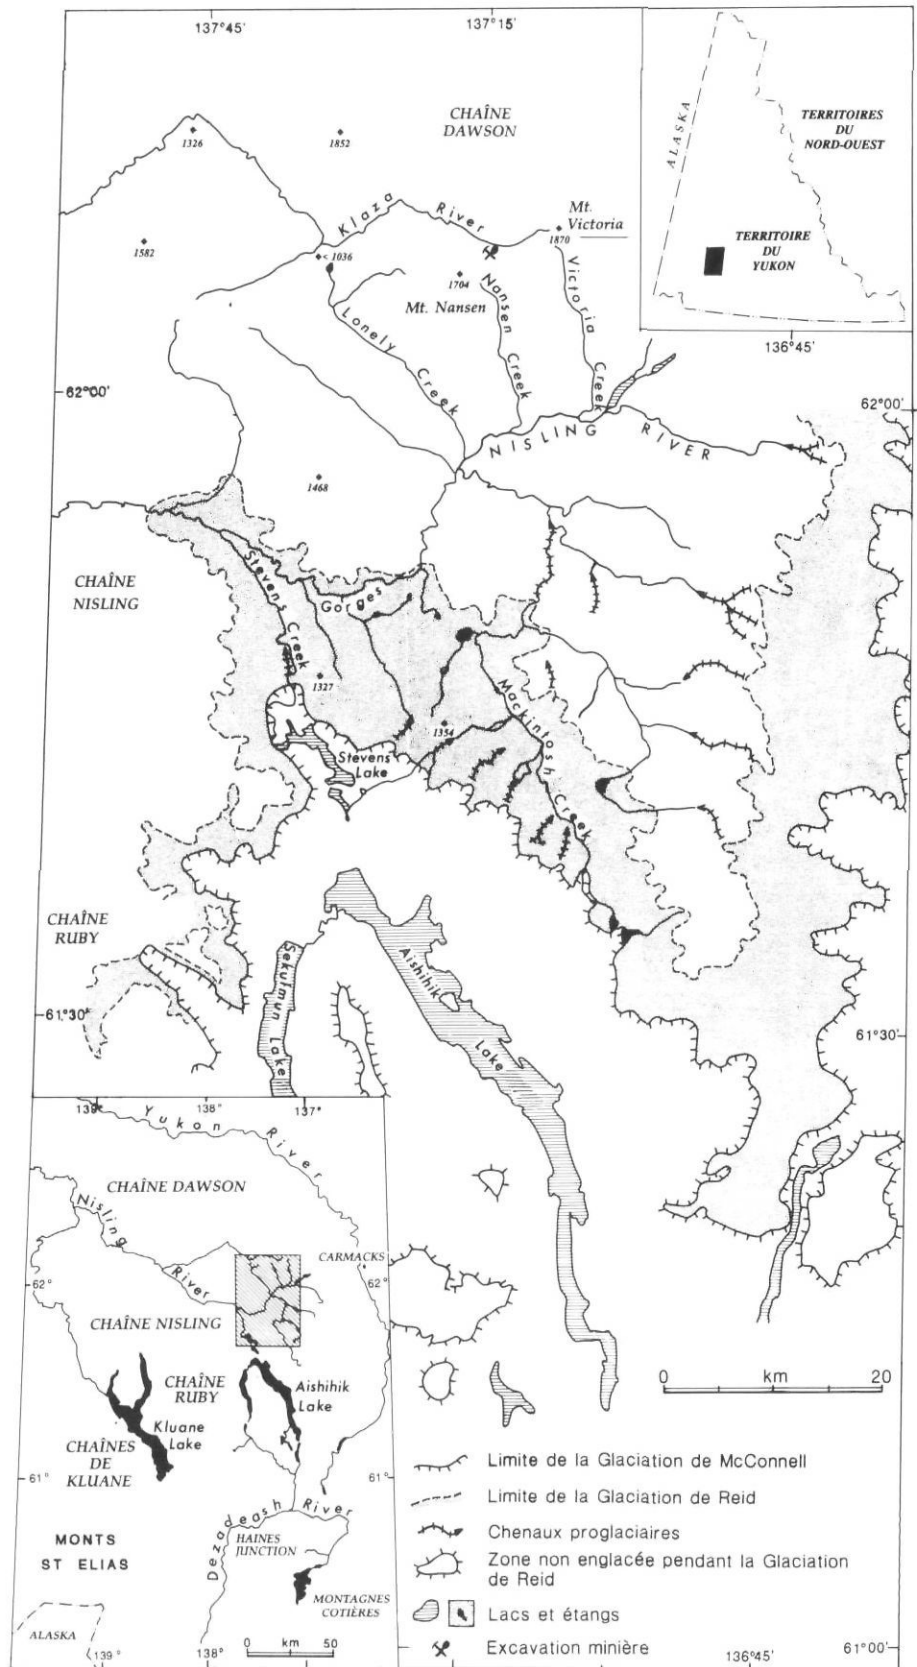 137°45'
137°15'
CHAÎNE
DAWSON
1326
1852
Klaza River
Mt.
Victoria
1870
1582
< 1036
1704
Mt. Nansen
Nansen Creek
Victoria Creek
Lonely Creek
ALASKA
TERRITOIRES
DU
NORD-OUEST
TERRITOIRE
DU
YUKON
136°45'
62°00'
62°00'
NISLING RIVER
1468
CHAÎNE
NISLING
Stevens Creek
Gorges
1327
Mackintosh Creek
1354
Stevens
Lake
CHAÎNE
RUBY
Sekulmun Lake
Aishihik Lake
61°30'
61°30'
139°
138°
137°
Yukon River
CHAÎNE DAWSON
Nisling River
CARMACKS
62°
62°
CHAÎNE NISLING
CHAÎNE
RUBY
Aishihik
Lake
Kluane
Lake
CHAÎNES
DE
KLUANE
61°
61°
Dezadeash River
HAINES
JUNCTION
MONTS
ST ELIAS
MONTAGNES
COTIÈRES
ALASKA
139°
138°
0 km 50
0 km 20
Limite de la Glaciation de McConnell
Limite de la Glaciation de Reid
Chenaux proglaciaires
Zone non englacée pendant la Glaciation
de Reid
Lacs et étangs
Excavation minière
136°45'
61°00'